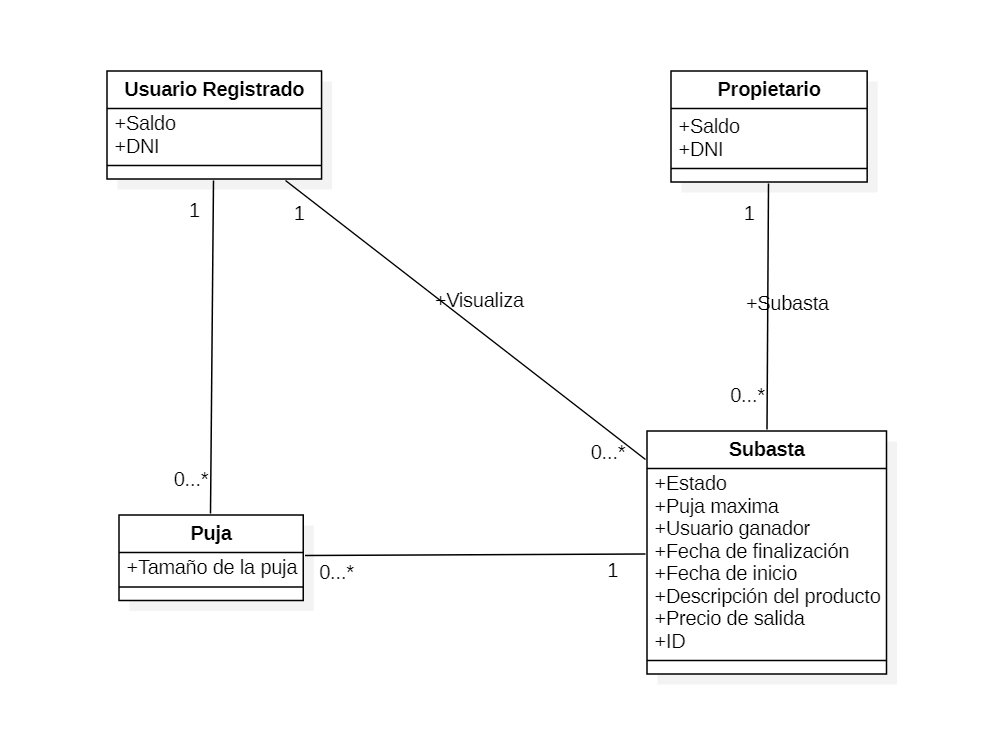 Usuario Registrado
+Saldo
+DNI
Propietario
+Saldo
+DNI
1
1
1
+Visualiza
+Subasta
0...*
0...*
0...*
Subasta
+Estado
+Puja maxima
+Usuario ganador
+Fecha de finalización
+Fecha de inicio
+Descripción del producto
+Precio de salida
+ID
Puja
+Tamaño de la puja
0...*
1